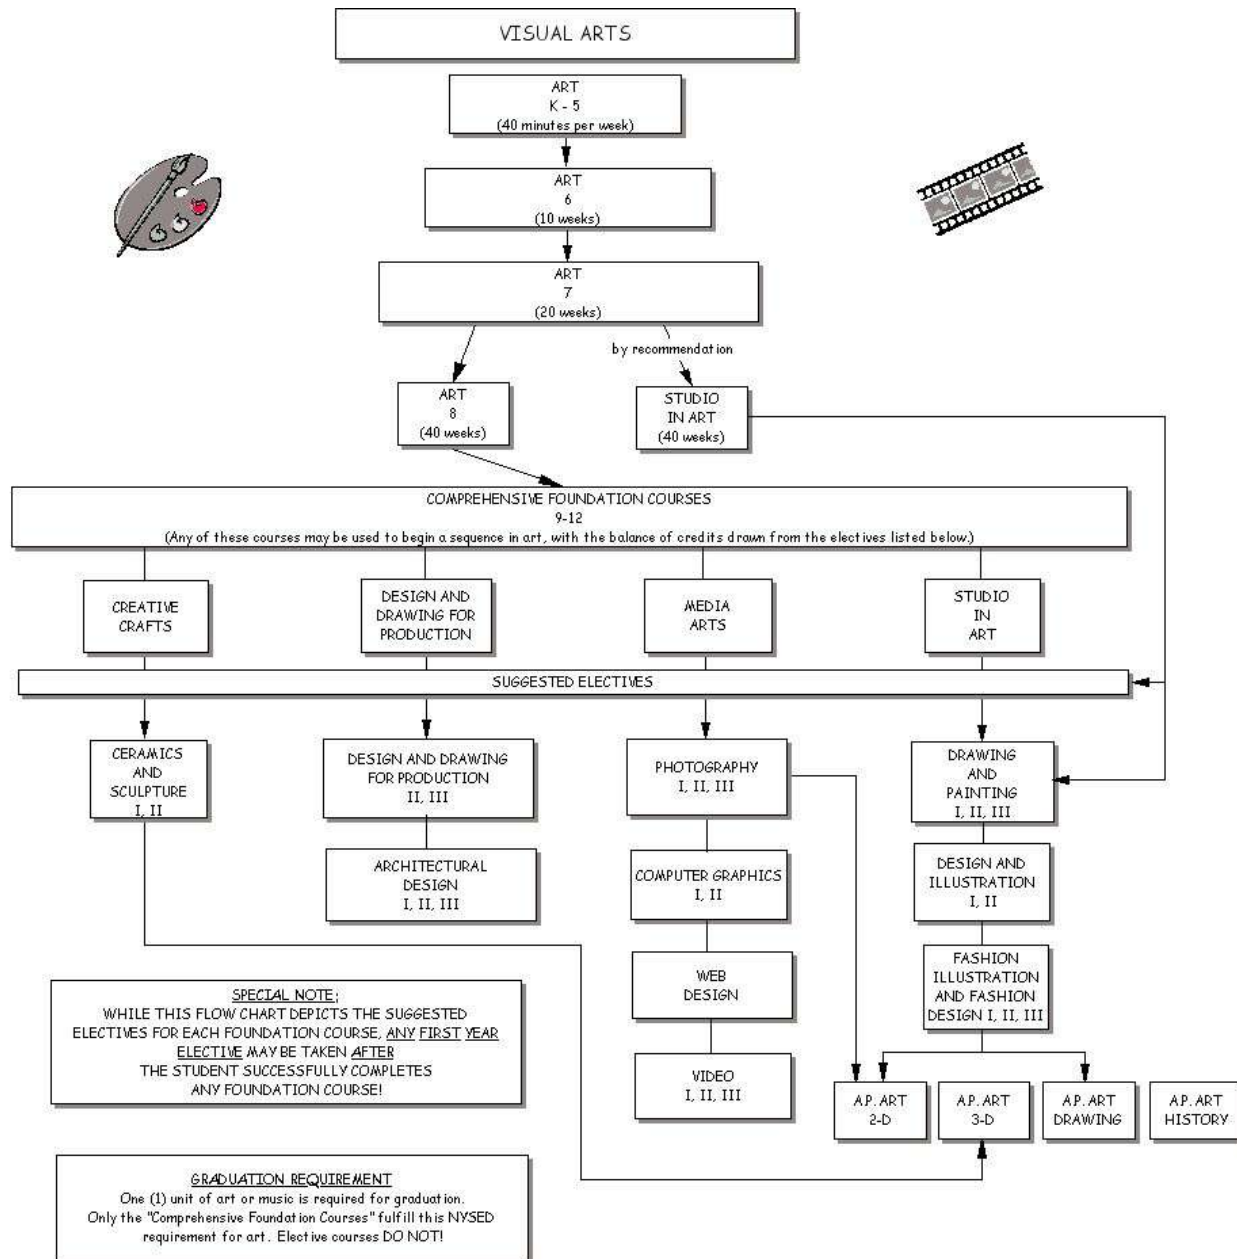 VISUAL ARTS
ART
K - 5
(40 minutes per week)
ART
6
(10 weeks)
ART
7
(20 weeks)
by recommendation
ART
8
(40 weeks)
STUDIO
IN ART
(40 weeks)
COMPREHENSIVE FOUNDATION COURSES
9-12
(Any of these courses may be used to begin a sequence in art, with the balance of credits drawn from the electives listed below.)
CREATIVE
CRAFTS
DESIGN AND
DRAWING FOR
PRODUCTION
MEDIA
ARTS
STUDIO
IN
ART
SUGGESTED ELECTIVES
CERAMICS
AND
SCULPTURE
I, II
DESIGN AND DRAWING
FOR PRODUCTION
II, III
PHOTOGRAPHY
I, II, III
DRAWING
AND
PAINTING
I, II, III
ARCHITECTURAL
DESIGN
I, II, III
COMPUTER GRAPHICS
I, II
DESIGN AND
ILLUSTRATION
I, II
WEB
DESIGN
FASHION
ILLUSTRATION
AND FASHION
DESIGN I, II, III
VIDEO
I, II, III
A.P. ART
2-D
A.P. ART
3-D
A.P. ART
DRAWING
A.P. ART
HISTORY
SPECIAL NOTE:
WHILE THIS FLOW CHART DEPICTS THE SUGGESTED
ELECTIVES FOR EACH FOUNDATION COURSE, ANY FIRST YEAR
ELECTIVE MAY BE TAKEN AFTER
THE STUDENT SUCCESSFULLY COMPLETES
ANY FOUNDATION COURSE!
GRADUATION REQUIREMENT
One (1) unit of art or music is required for graduation.
Only the "Comprehensive Foundation Courses" fulfill this NYSED
requirement for art. Elective courses DO NOT!